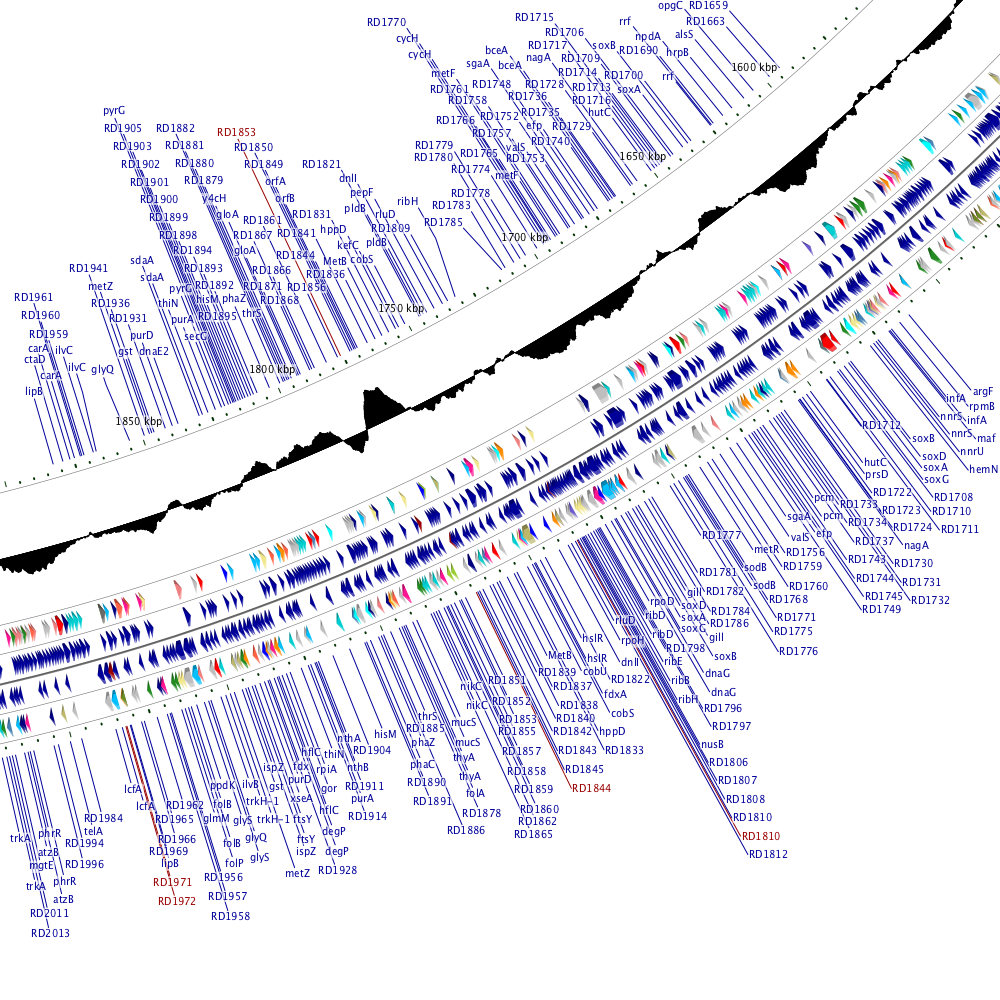 opgC RD1659
RD1663
alsS
hrpB
rrf
npdA
RD1690
rrf
soxB
RD1700
soxA
RD1715
RD1706
RD1717
RD1709
nagA
RD1714
RD1713
RD1716
hutC
RD1728
RD1736
RD1735
RD1729
efp
RD1740
bceA
bceA
sgaA
RD1748
RD1752
RD1757
valS
RD1753
RD1770
cycH
cycH
metF
RD1761
RD1758
RD1766
RD1765
metF
RD1779
RD1780
RD1774
RD1778
RD1783
RD1785
ribH
1600 kbp
1650 kbp
1700 kbp
1750 kbp
1800 kbp
1850 kbp
RD1821
dnlI
pepF
pldB
rluD
RD1809
pldB
RD1831
hppD
kefC
cobS
MetB
RD1836
RD1841
RD1844
RD1856
RD1853
RD1850
RD1849
orfA
orfB
RD1861
RD1867
gloA
RD1866
RD1871
RD1868
thrS
phaZ
pyrG
RD1905
RD1903
RD1902
RD1901
RD1900
RD1899
RD1898
RD1894
RD1893
RD1892
hisM
RD1895
RD1882
RD1881
RD1880
RD1879
y4cH
gloA
sdaA
sdaA
pyrG
thiN
purA
secG
RD1941
metZ
RD1936
RD1931
purD
gst
dnaE2
glyQ
RD1961
RD1960
RD1959
carA
ilvC
ctaD
ilvC
carA
lipB
argF
infA
rpmB
nnrS
infA
nnrS
maf
nnrU
hemN
RD1712
soxB
soxD
soxA
soxG
RD1708
RD1710
RD1711
hutC
prsD
RD1722
RD1723
RD1724
nagA
RD1730
RD1731
RD1732
pcm
RD1733
pcm
RD1734
sgaA
efp
valS
RD1737
RD1743
RD1744
RD1745
RD1749
RD1777
metR
RD1756
RD1759
sodB
sodB
RD1760
RD1768
RD1771
RD1775
RD1776
RD1781
gill
RD1782
rpoD
soxD
ribD
soxA
RD1784
RD1786
soxG
ribD
gill
RD1798
soxB
ribE
dnaG
ribB
dnaG
ribH
RD1796
RD1797
nusB
RD1806
RD1807
RD1808
RD1810
RD1810
RD1812
rluD
rpoH
hslR
hslR
dnlI
cobU
RD1822
fdxA
cobS
MetB
RD1839
RD1837
RD1838
RD1840
RD1842
hppD
RD1843
RD1833
RD1845
RD1844
nikC
RD1851
nikC
RD1852
RD1853
RD1855
RD1857
RD1858
RD1859
RD1860
RD1862
RD1865
thrS
RD1885
mucS
phaZ
mucS
thyA
phaC
thyA
RD1890
folA
RD1891
RD1878
RD1886
hisM
nthA
RD1904
hflC
thiN
nthB
ispZ
fdx
rpiA
purD
gor
RD1911
gst
purA
xseA
hflC
RD1914
ppdK
ilvB
trkH-1
trkH-1
ftsY
degP
folB
glmM
glyS
glyQ
ftsY
folB
ispZ
degP
glyS
folP
metZ
RD1928
RD1956
RD1957
RD1958
lcfA
lcfA
RD1962
RD1965
RD1966
RD1969
lipB
RD1971
RD1972
RD1984
telA
RD1994
RD1996
trkA
phrR
atzB
mgtE
phrR
trkA
atzB
RD2011
RD2013